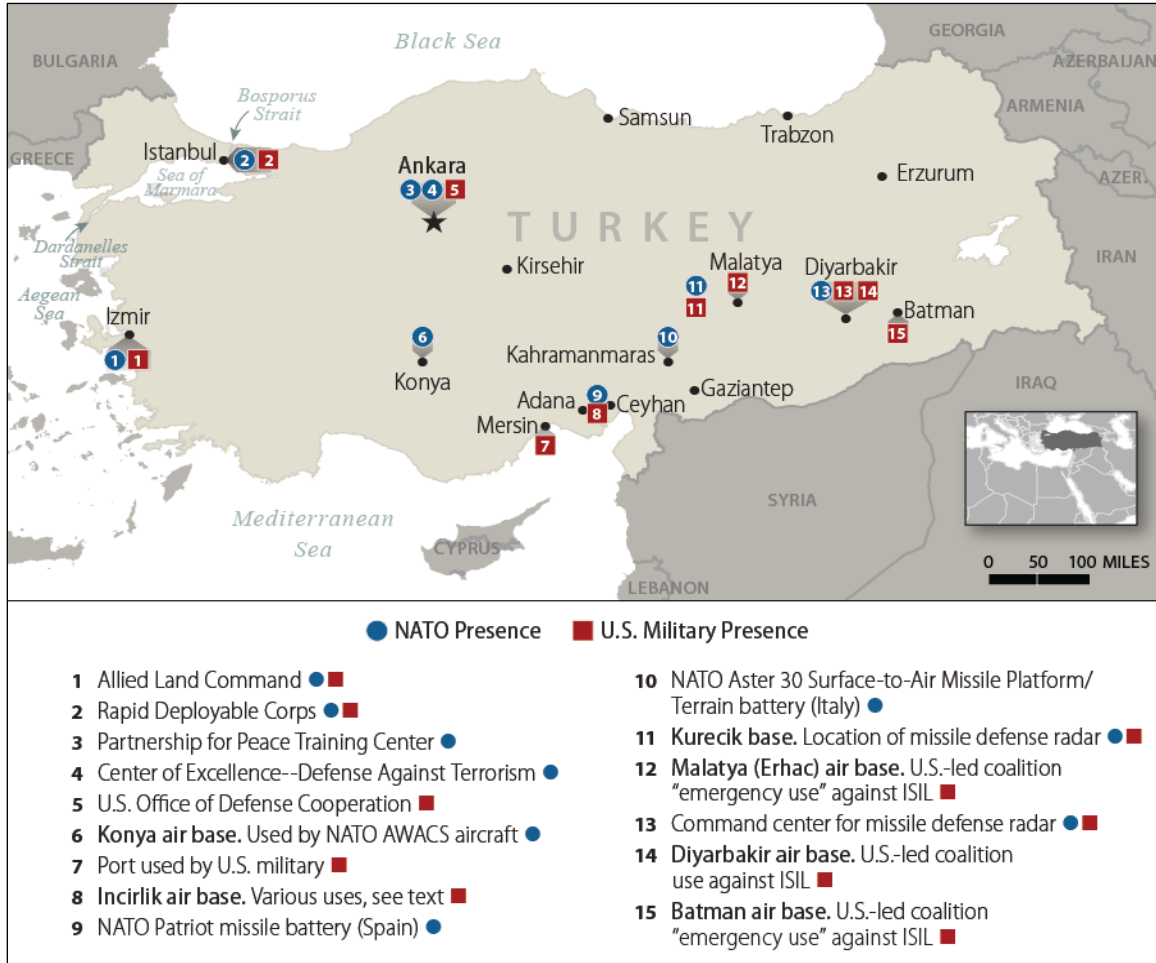 Black Sea
GEORGIA
BULGARIA
AZERBAIJAN
Bosporus
Strait
ARMENIA
Samsun
Trabzon
Istanbul
2 2
GREECE
Sea of
Marmara
Ankara
3 4 5
Erzurum
AZER.
TURKEY
Dardanelles
Strait
IRAN
Kirsehir
Malatya
Diyarbakir
Aegean
Sea
11
12
13 13 14
11
Izmir
Batman
1 1
6
10
15
Konya
Kahramanmaras
Gaziantep
IRAQ
9
Adana
8
Ceyhan
Mersin
7
SYRIA
Mediterranean
Sea
CYPRUS
LEBANON
0 50 100 MILES
NATO Presence U.S. Military Presence
1 Allied Land Command
2 Rapid Deployable Corps
3 Partnership for Peace Training Center
4 Center of Excellence--Defense Against Terrorism
5 U.S. Office of Defense Cooperation
6 Konya air base. Used by NATO AWACS aircraft
7 Port used by U.S. military
8 Incirlik air base. Various uses, see text
9 NATO Patriot missile battery (Spain)
10 NATO Aster 30 Surface-to-Air Missile Platform/
Terrain battery (Italy)
11 Kurecik base. Location of missile defense radar
12 Malatya (Erhac) air base. U.S.-led coalition
"emergency use" against ISIL
13 Command center for missile defense radar
14 Diyarbakir air base. U.S.-led coalition
use against ISIL
15 Batman air base. U.S.-led coalition
"emergency use" against ISIL